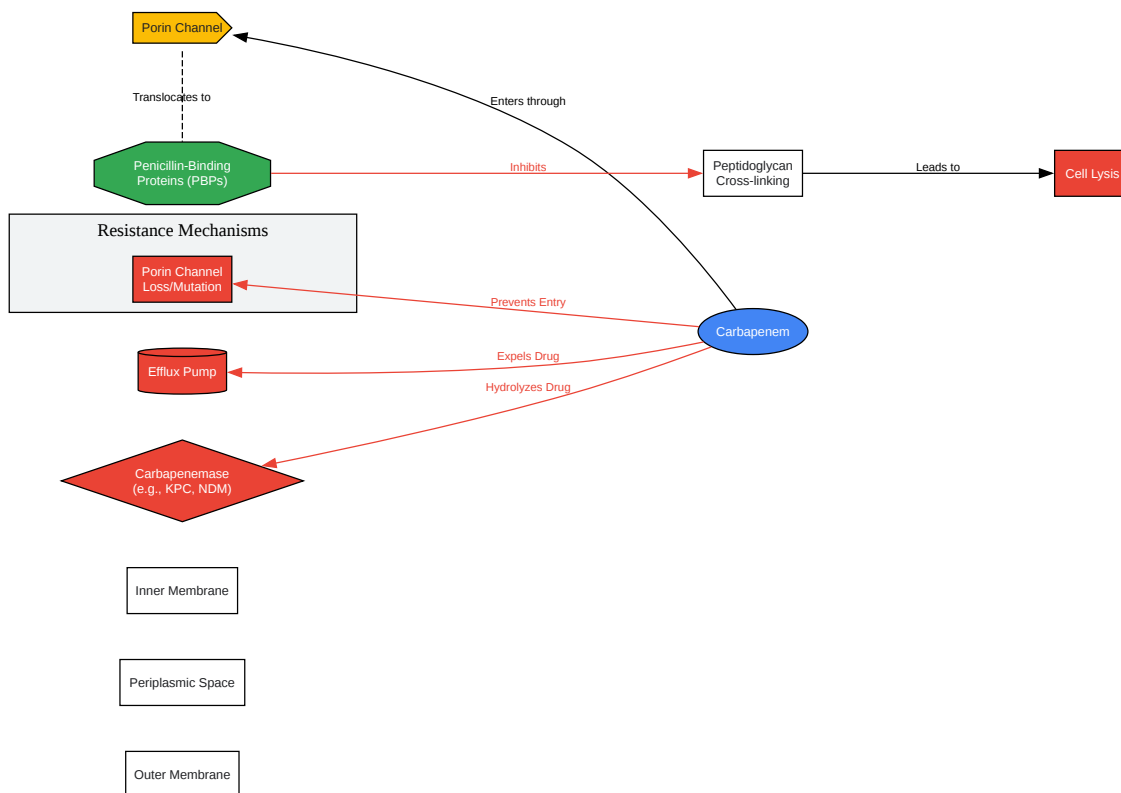 Porin Channel
Enters through
Translocates to
Penicillin-Binding
Proteins (PBPs)
Inhibits
Peptidoglycan
Cross-linking
Leads to
Cell Lysis
Resistance Mechanisms
Porin Channel
Loss/Mutation
Prevents Entry
Carbapenem
Expels Drug
Efflux Pump
Hydrolyzes Drug
Carbapenemase
(e.g., KPC, NDM)
Inner Membrane
Periplasmic Space
Outer Membrane